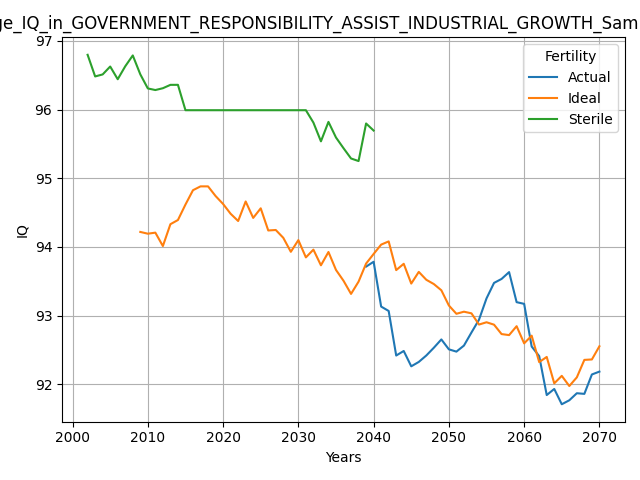 ge_IQ_in_GOVERNMENT_RESPONSIBILITY_ASSIST_INDUSTRIAL_GROWTH_Sam
Fertility
Actual
Ideal
Sterile
97
96
95
94
93
92
IQ
2000 2010 2020 2030 2040 2050 2060 2070
Years